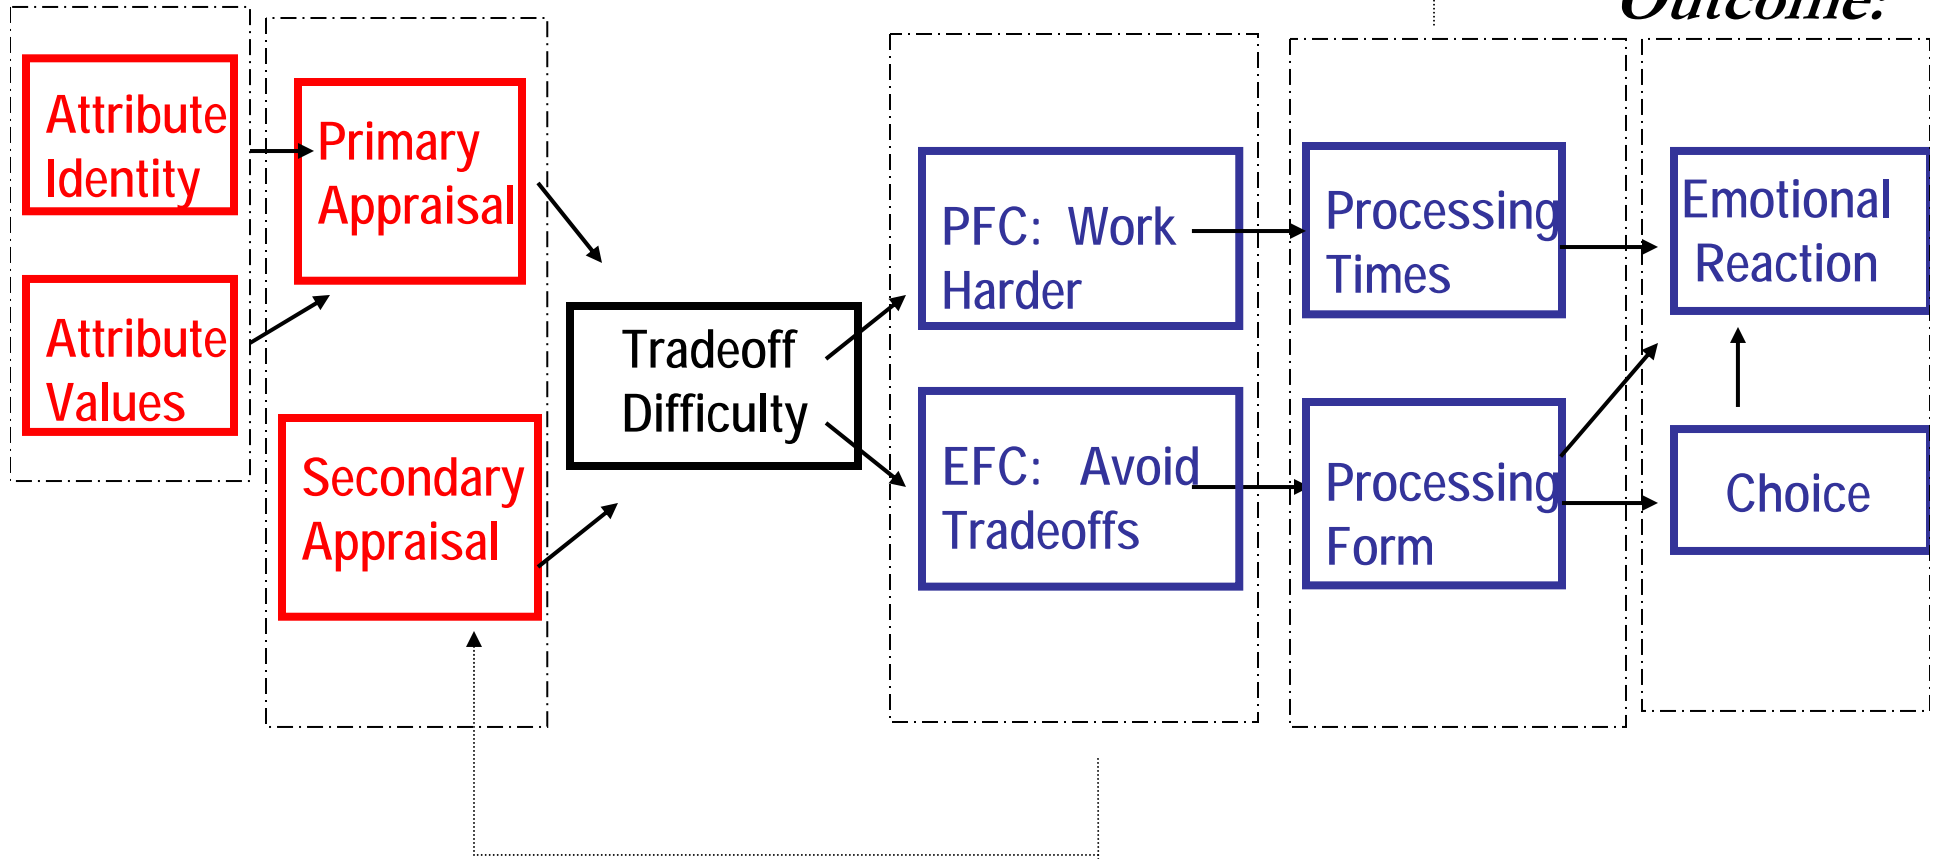 Outcome:
Attribute
Identity
Primary
Appraisal
Attribute
Values
Secondary
Appraisal
Tradeoff
Difficulty
PFC: Work
Harder
EFC: Avoid
Tradeoffs
Processing
Times
Processing
Form
Emotional
Reaction
Choice